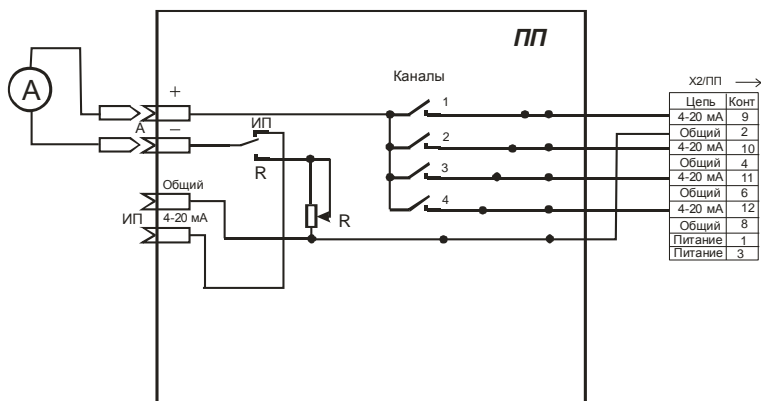 ПП
Каналы
Х2/ПП
A
+
А
−
ИП
R
1
2
3
4
Общий
ИП
4-20 мА
R
Цепь Конт
4-20 мА 9
Общий 2
4-20 мА 10
Общий 4
4-20 мА 11
Общий 6
4-20 мА 12
Общий 8
Питание 1
Питание 3